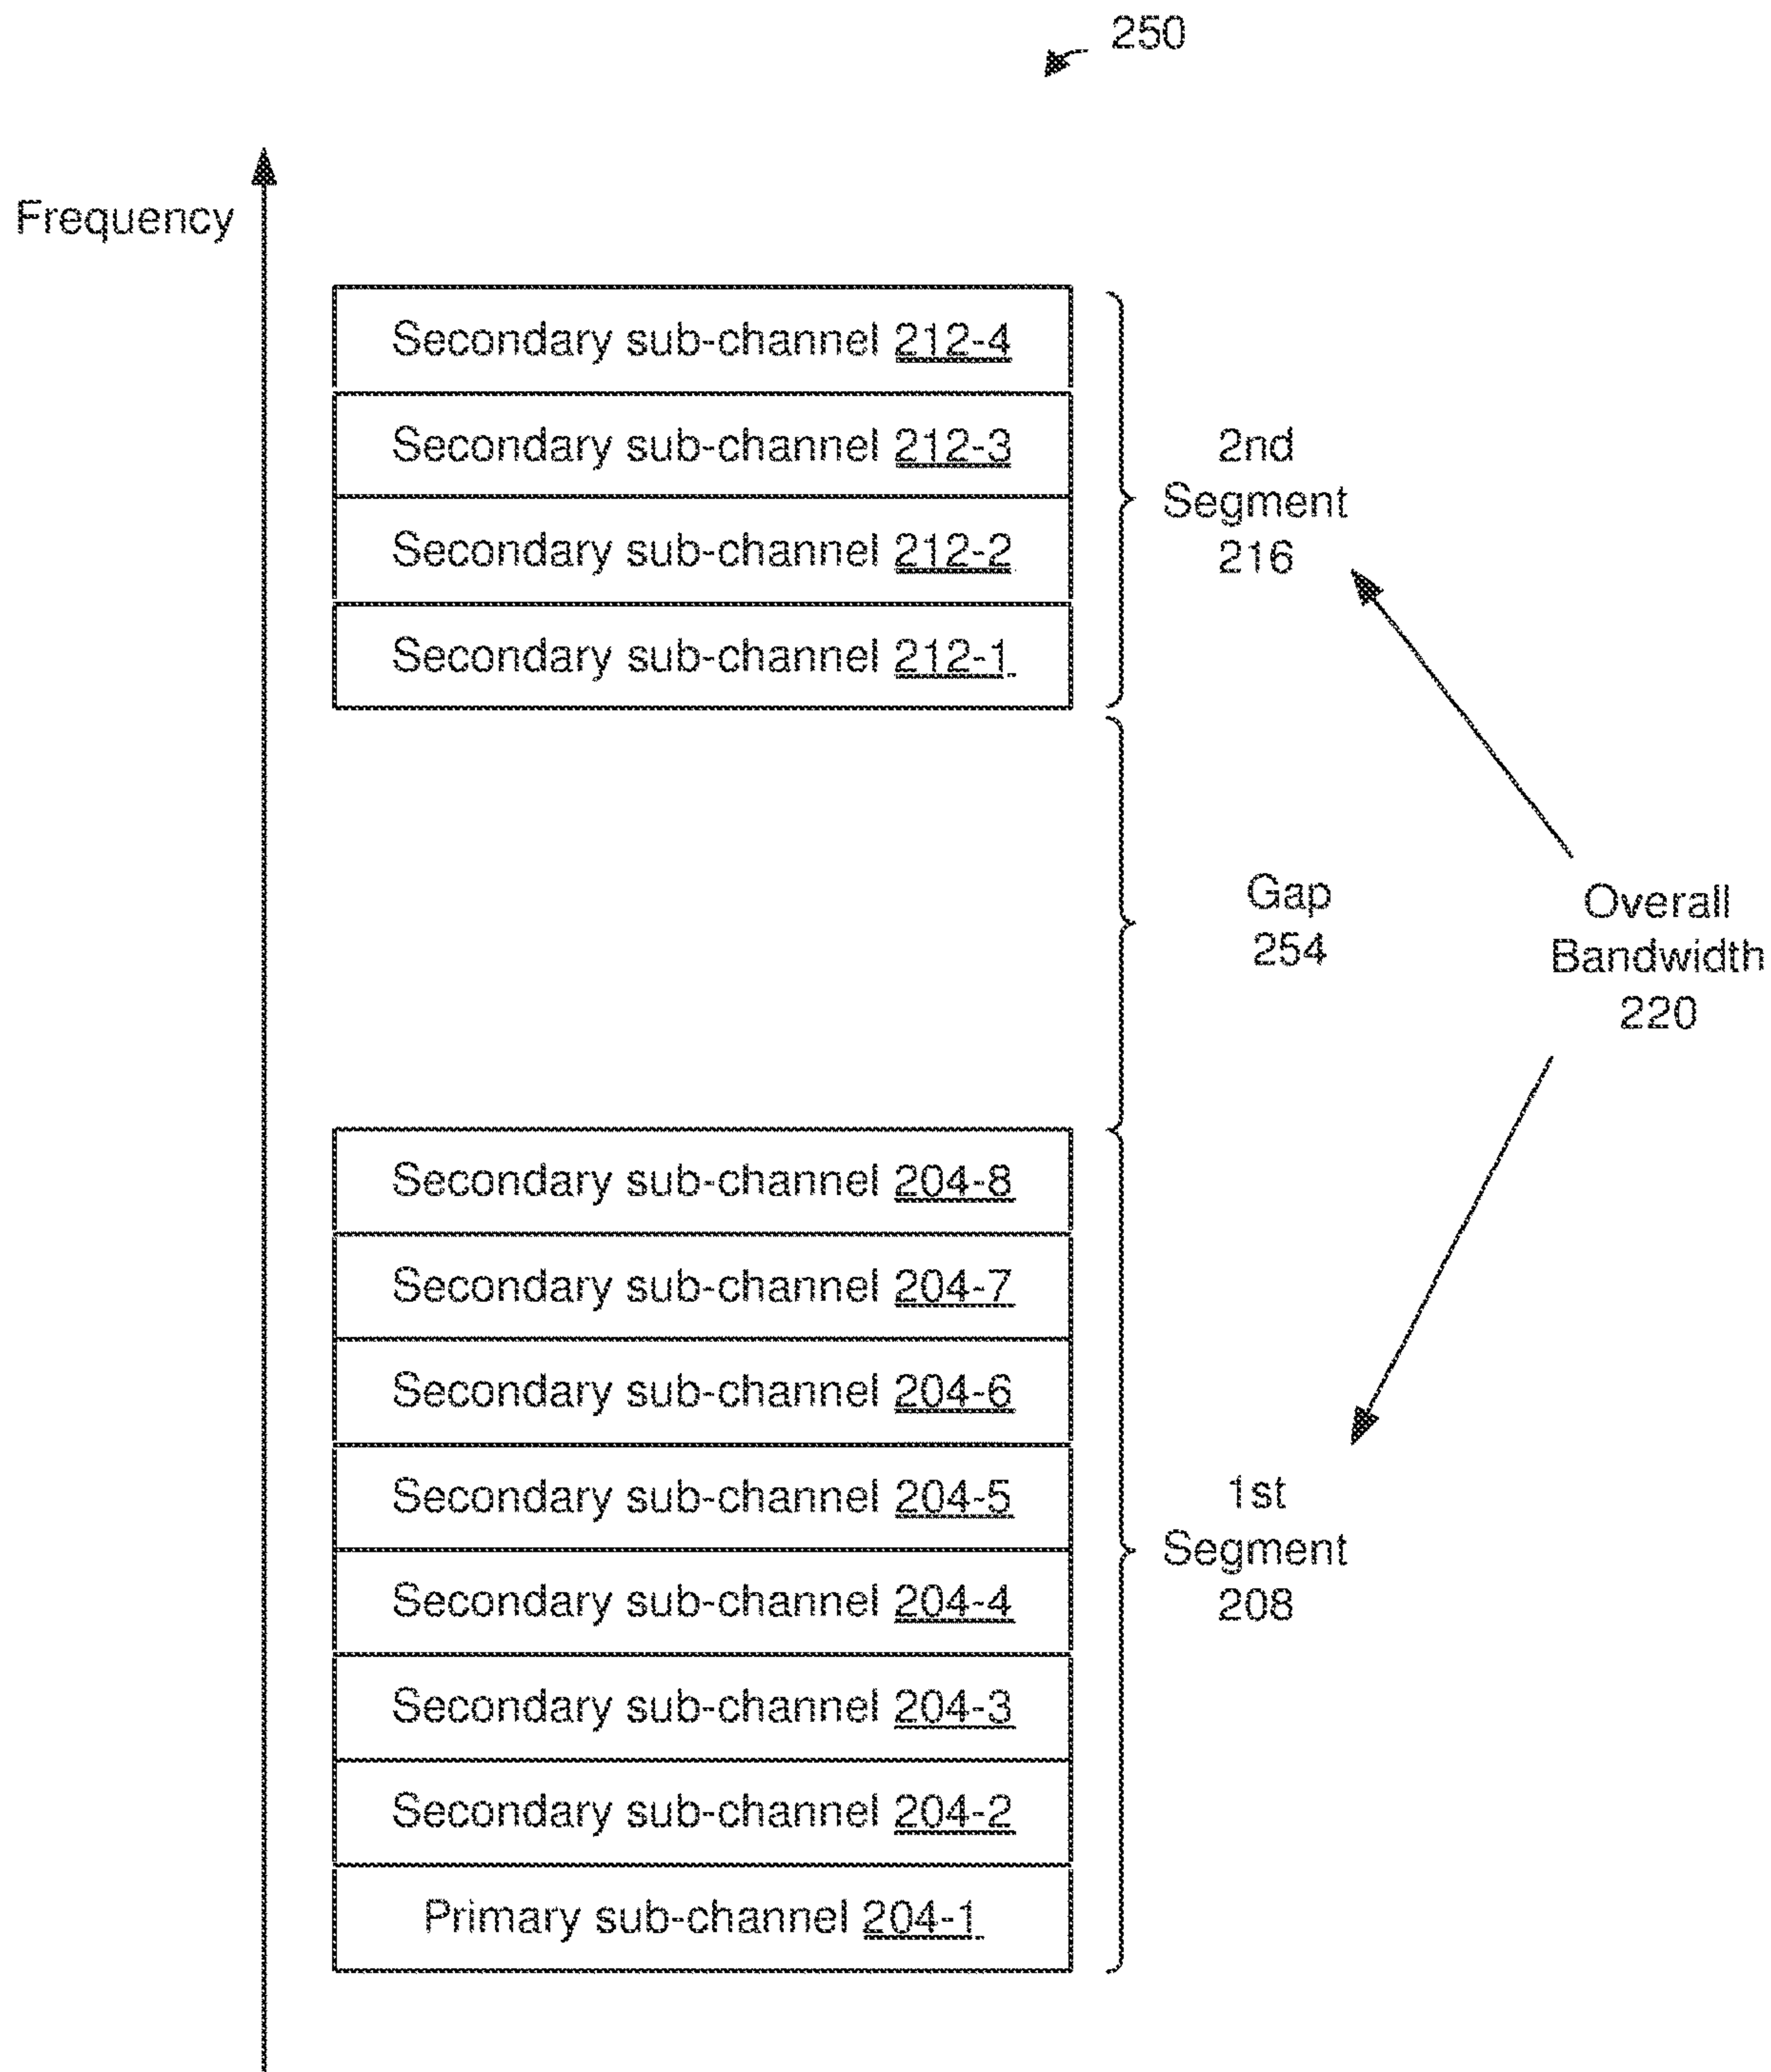 250
Frequency
Secondary sub-channel 212-4
Secondary sub-channel 212-3
Secondary sub-channel 212-2
Secondary sub-channel 212-1
2nd
Segment
216
Gap
254
Overall
Bandwidth
220
Secondary sub-channel 204-8
Secondary sub-channel 204-7
Secondary sub-channel 204-6
Secondary sub-channel 204-5
Secondary sub-channel 204-4
Secondary sub-channel 204-3
Secondary sub-channel 204-2
Primary sub-channel 204-1
1st
Segment
208